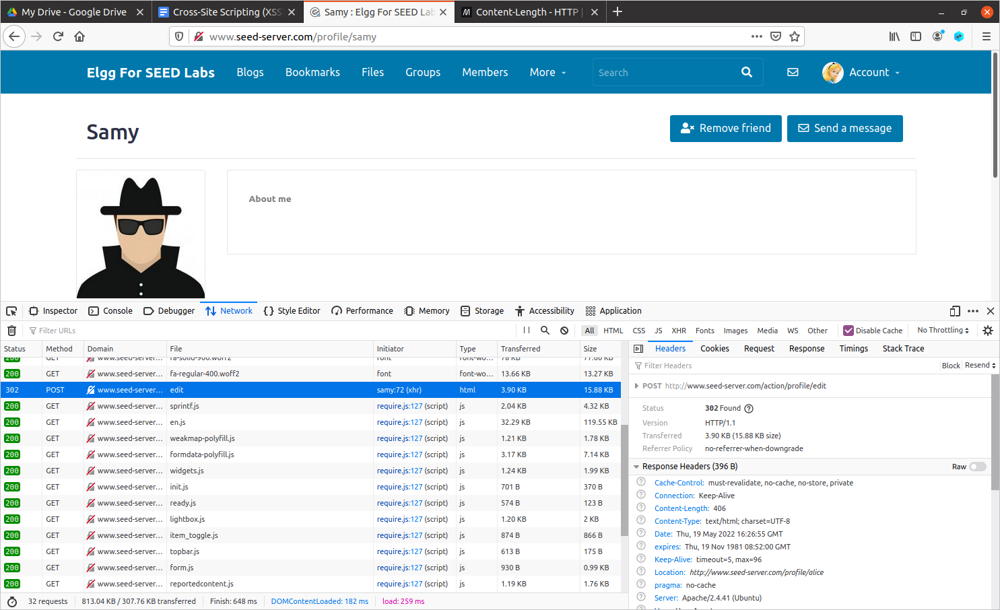 My Drive - Google Drive
Cross-Site Scripting (XSS
Samy : Elgg For SEED Lab
Content-Length - HTTP |
www.seed-server.com/profile/samy
Elgg For SEED Labs Blogs Bookmarks Files Groups Members More Search Account
Samy
Remove friend Send a message
About me
Inspector Console Debugger Network Style Editor Performance Memory Storage Accessibility Application
Filter URLs All HTML CSS JS XHR Fonts Images Media WS Other Disable Cache No Throttling
Status Method Domain File Initiator Type Transferred Size
200 GET www.seed-server... fa-solid-900.woff2 font font-wo... 78 KB 77.60 KB
200 GET www.seed-server... fa-regular-400.woff2 font font-wo... 13.66 KB 13.27 KB
302 POST www.seed-server... edit samy:72 (xhr) html 3.90 KB 15.88 KB
200 GET www.seed-server... sprintf.js require.js:127 (script) js 2.04 KB 4.32 KB
200 GET www.seed-server... en.js require.js:127 (script) js 32.29 KB 119.55 KB
200 GET www.seed-server... weakmap-polyfill.js require.js:127 (script) js 1.21 KB 1.78 KB
200 GET www.seed-server... formdata-polyfill.js require.js:127 (script) js 3.17 KB 7.14 KB
200 GET www.seed-server... widgets.js require.js:127 (script) js 1.24 KB 1.99 KB
200 GET www.seed-server... init.js require.js:127 (script) js 701 B 370 B
200 GET www.seed-server... ready.js require.js:127 (script) js 574 B 123 B
200 GET www.seed-server... lightbox.js require.js:127 (script) js 1.20 KB 2 KB
200 GET www.seed-server... item_toggle.js require.js:127 (script) js 874 B 866 B
200 GET www.seed-server... topbar.js require.js:127 (script) js 613 B 175 B
200 GET www.seed-server... form.js require.js:127 (script) js 930 B 0.99 KB
200 GET www.seed-server... reportedcontent.js require.js:127 (script) js 1.19 KB 1.76 KB
32 requests 813.04 KB / 307.76 KB transferred Finish: 648 ms DOMContentLoaded: 182 ms load: 259 ms
Headers Cookies Request Response Timings Stack Trace
Filter Headers Block Resend
POST http://www.seed-server.com/action/profile/edit
Status 302 Found
Version HTTP/1.1
Transferred 3.90 KB (15.88 KB size)
Referrer Policy no-referrer-when-downgrade
Response Headers (396 B) Raw
Cache-Control: must-revalidate, no-cache, no-store, private
Connection: Keep-Alive
Content-Length: 406
Content-Type: text/html; charset=UTF-8
Date: Thu, 19 May 2022 16:26:55 GMT
expires: Thu, 19 Nov 1981 08:52:00 GMT
Keep-Alive: timeout=5, max=96
Location: http://www.seed-server.com/profile/alice
pragma: no-cache
Server: Apache/2.4.41 (Ubuntu)